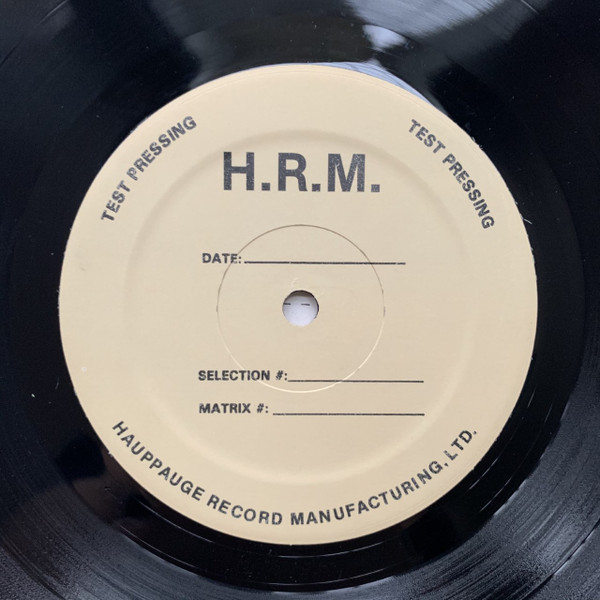 TEST PRESSING
TEST PRESSING
H.R.M.
DATE:
SELECTION #:
MATRIX #:
HAUPPAUGE RECORD MANUFACTURING, LTD.